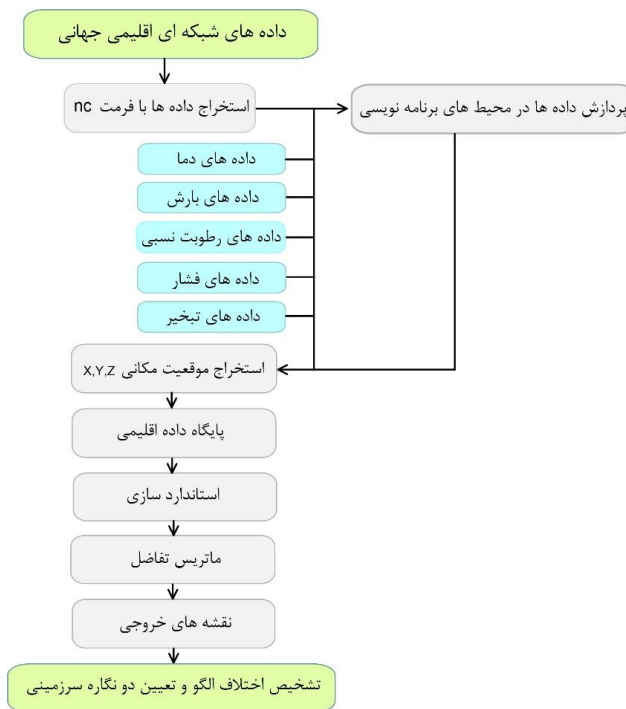 داده های شبکه ای اقلیمی جهانی
استخراج داده ها با فرمت nc
پردازش داده ها در محیط های برنامه نویسی
داده های دما
داده های بارش
داده های رطوبت نسبی
داده های فشار
داده های تبخیر
استخراج موقعیت مکانی X,Y,Z
پایگاه داده اقلیمی
استاندارد سازی
ماتریس تفاضل
نقشه های خروجی
تشخیص اختلاف الگو و تعیین دو نگاره سرزمینی